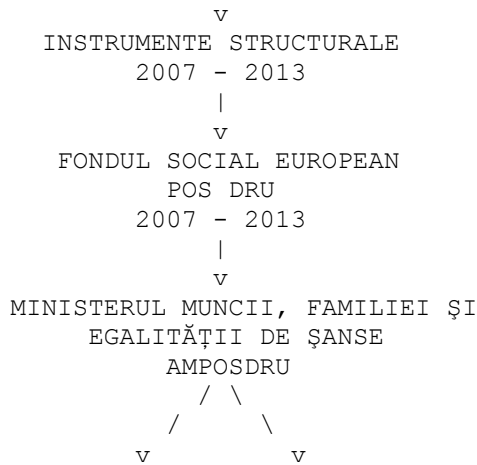 INSTRUMENTE STRUCTURALE
2007 - 2013
FONDUL SOCIAL EUROPEAN
POS DRU
2007 - 2013
MINISTERUL MUNCII, FAMILIEI ŞI
EGALITĂŢII DE ŞANSE
AMPOSDRU